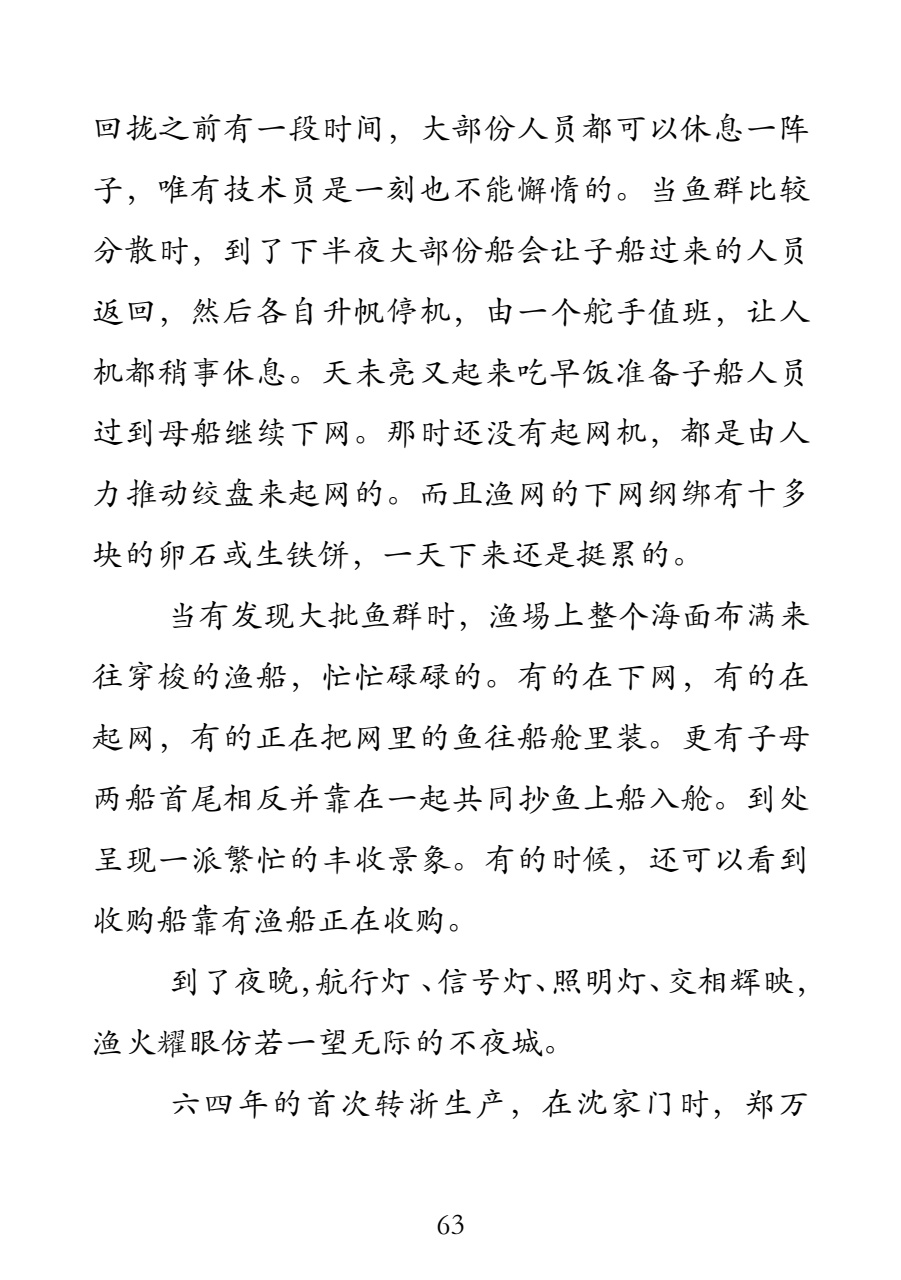 回拢之前有一段时间，大部份人员都可以休息一阵
子，唯有技术员是一刻也不能懈惰的。当鱼群比较
分散时，到了下半夜大部份船会让子船过来的人员
返回，然后各自升帆停机，由一个舵手值班，让人
机都稍事休息。天未亮又起来吃早饭准备子船人员
过到母船继续下网。那时还没有起网机，都是由人
力推动绞盘来起网的。而且渔网的下网纲绑有十多
块的卵石或生铁饼，一天下来还是挺累的。
当有发现大批鱼群时，渔場上整个海面布满来
往穿梭的渔船，忙忙碌碌的。有的在下网，有的在
起网，有的正在把网里的鱼往船舱里装。更有子母
两船首尾相反并靠在一起共同抄鱼上船入舱。到处
呈现一派繁忙的丰收景象。有的时候，还可以看到
收购船靠有渔船正在收购。
到了夜晚，航行灯、信号灯、照明灯、交相辉映，
渔火耀眼仿若一望无际的不夜城。
六四年的首次转浙生产，在沈家门时，郑万
63